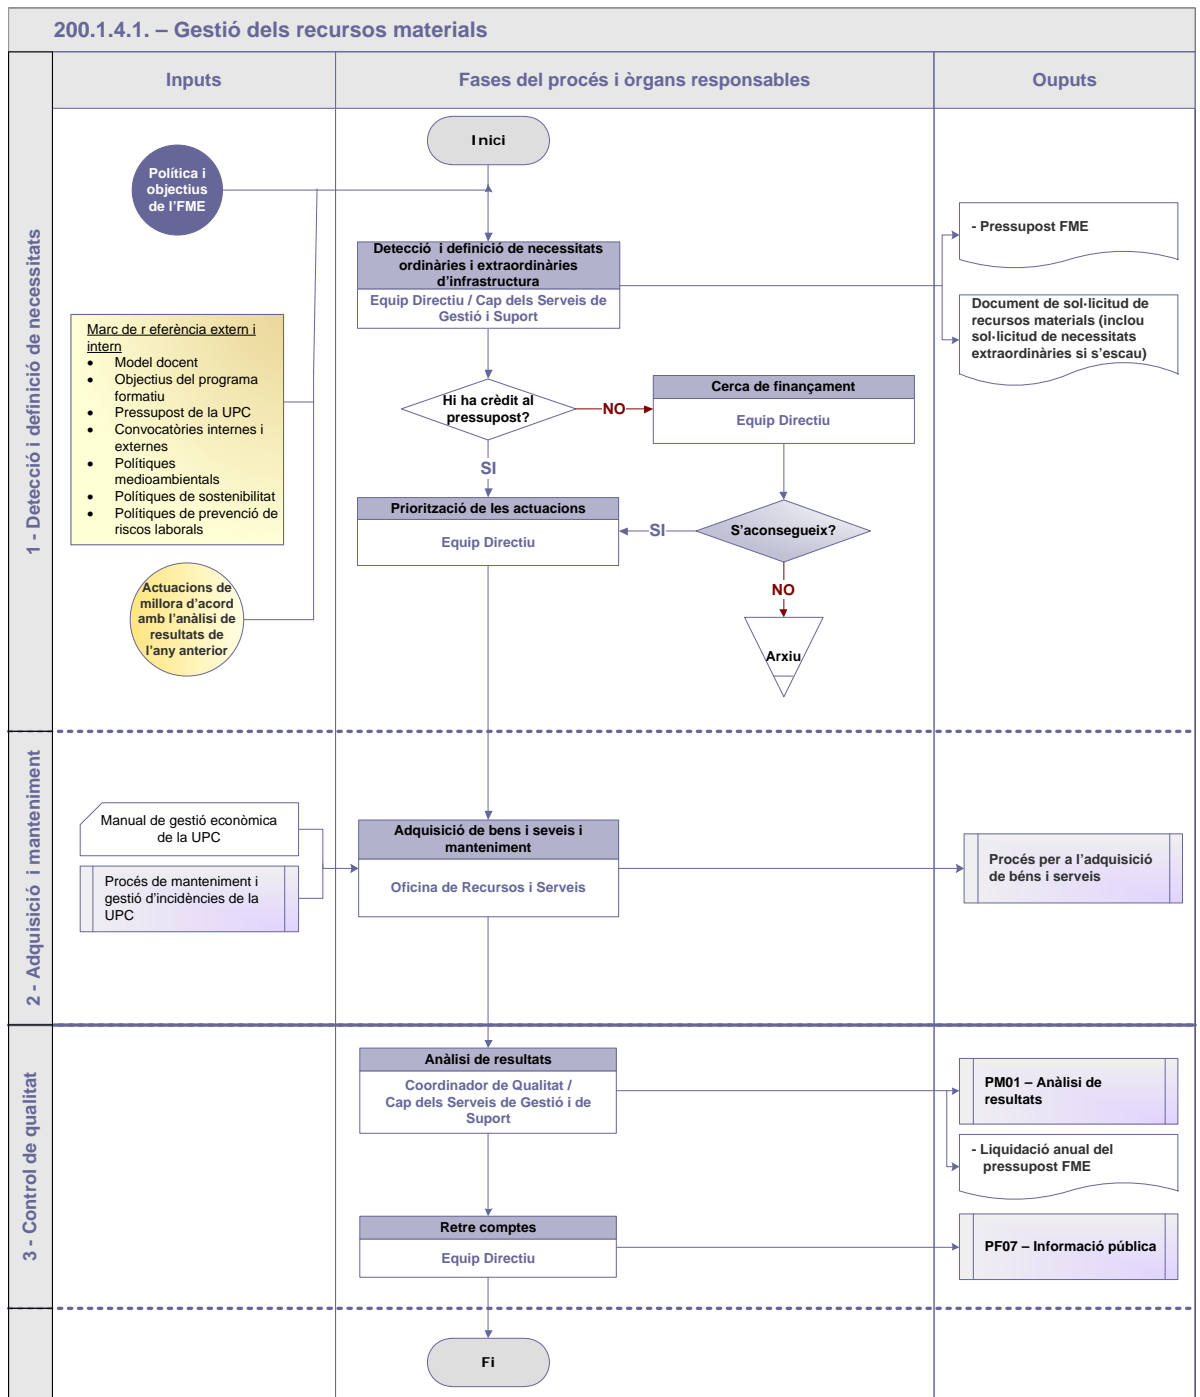 200.1.4.1. – Gestió dels recursos materials
Inputs
Fases del procés i òrgans responsables
Ouputs
1 - Detecció i definició de necessitats
Inici
Política i
objectius
de l'FME
Detecció i definició de necessitats
ordinàries i extraordinàries
d'infrastructura
Equip Directiu / Cap dels Serveis de
Gestió i Suport
- Pressupost FME
Document de sol·licitud de
recursos materials (inclou
sol·licitud de necessitats
extraordinàries si s'escau)
Marc de r eferència extern i
intern
• Model docent
• Objectius del programa
formatiu
• Pressupost de la UPC
• Convocatòries internes i
externes
• Polítiques
medioambientals
• Polítiques de sostenibilitat
• Polítiques de prevenció de
riscos laborals
Hi ha crèdit al
pressupost?
NO
Cerca de finançament
Equip Directiu
SI
Priorització de les actuacions
Equip Directiu
SI
S'aconsegueix?
NO
Arxiu
Actuacions de
millora d'acord
amb l'anàlisi de
resultats de
l'any anterior
2 - Adquisició i manteniment
Manual de gestió econòmica
de la UPC
Procés de manteniment i
gestió d'incidències de la
UPC
Adquisició de bens i seveis i
manteniment
Oficina de Recursos i Serveis
Procés per a l'adquisició
de béns i serveis
3 - Control de qualitat
Anàlisi de resultats
Coordinador de Qualitat /
Cap dels Serveis de Gestió i de
Suport
PM01 – Anàlisi de
resultats
- Liquidació anual del
pressupost FME
Retre comptes
Equip Directiu
PF07 – Informació pública
Fi